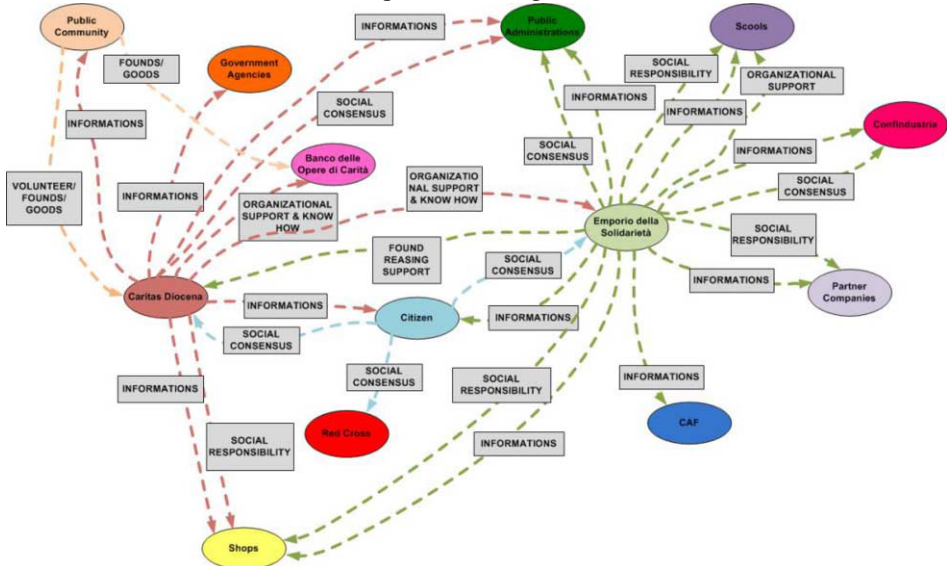 Public
Community
INFORMATIONS
Public
Administrations
Scools
FOUNDS/
GOODS
Government
Agencies
SOCIAL
RESPONSIBILITY
ORGANIZATIONAL
SUPPORT
INFORMATIONS
SOCIAL
CONSENSUS
INFORMATIONS
INFORMATIONS
Confindustria
INFORMATIONS
SOCIAL
CONSENSUS
Banco delle
Opere di Carità
ORGANIZATIO
NAL SUPPORT
& KNOW HOW
SOCIAL
CONSENSUS
VOLUNTEER/
FOUNDS/
GOODS
INFORMATIONS
ORGANIZATIONAL
SUPPORT & KNOW
HOW
Emporio della
Solidarietà
SOCIAL
RESPONSIBILITY
FOUND
REASING
SUPPORT
SOCIAL
CONSENSUS
INFORMATIONS
Partner
Companies
Caritas Diocena
INFORMATIONS
Citizen
INFORMATIONS
SOCIAL
CONSENSUS
SOCIAL
CONSENSUS
SOCIAL
RESPONSIBILITY
INFORMATIONS
INFORMATIONS
Red Cross
CAF
SOCIAL
RESPONSIBILITY
INFORMATIONS
Shops